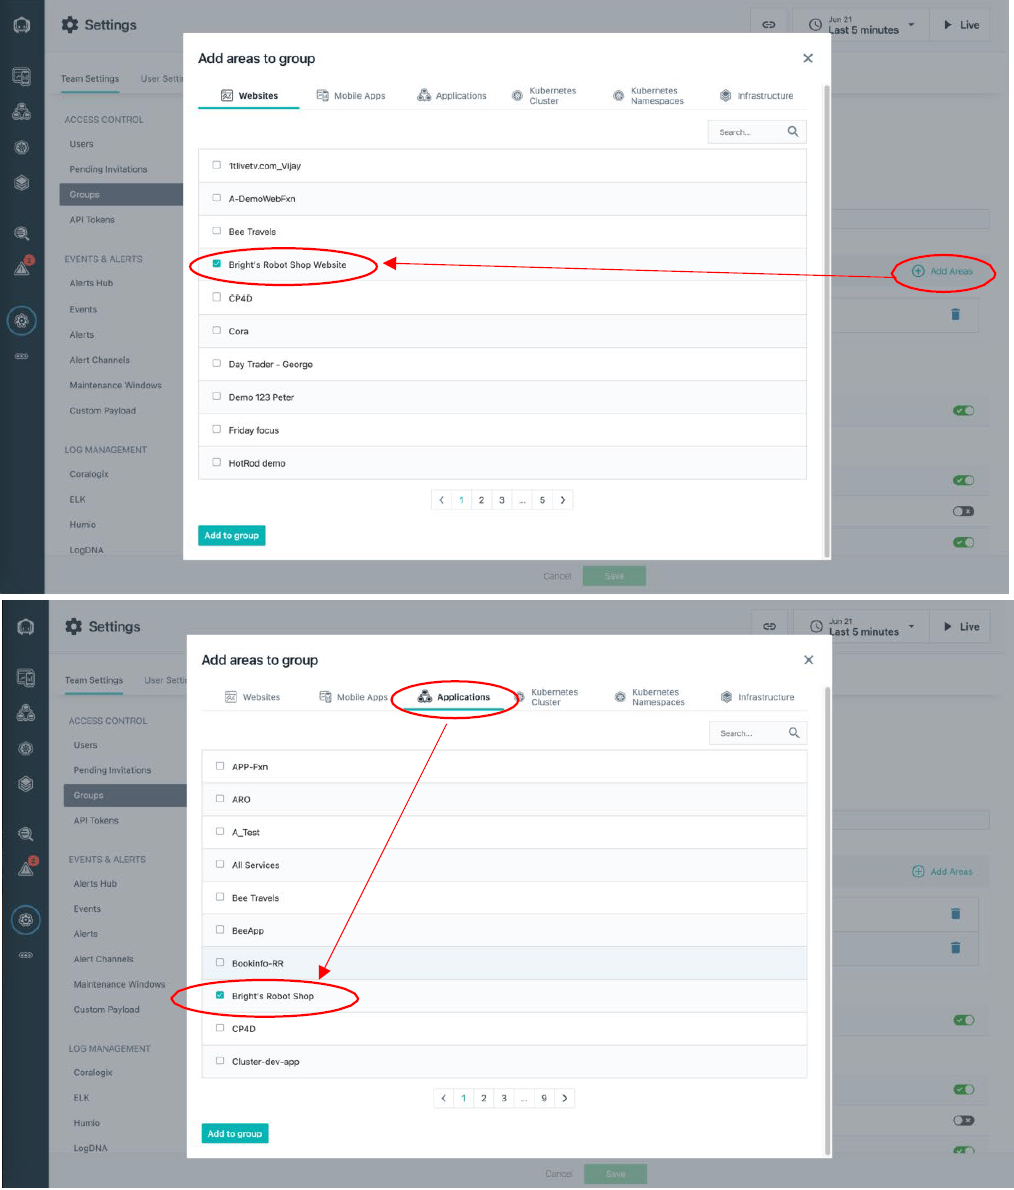 Settings
Jun 21
Last 5 minutes
Live
Add areas to group
Team Settings
User Setti
Websites
Mobile Apps
Applications
Kubernetes
Cluster
Kubernetes
Namespaces
Infrastructure
ACCESS CONTROL
Users
Pending Invitations
Groups
API Tokens
EVENTS & ALERTS
2
Alerts Hub
Events
Alerts
Alert Channels
Maintenance Windows
Custom Payload
LOG MANAGEMENT
Coralogix
ELK
Humio
LogDNA
Search...
1tlivetv.com_Vijay
A-DemoWebFxn
Bee Travels
Bright's Robot Shop Website
CP4D
Cora
Day Trader - George
Demo 123 Peter
Friday focus
HotRod demo
< 1 2 3 ... 5 >
Add to group
Add Areas
Cancel
Save
Settings
Jun 21
Last 5 minutes
Live
Add areas to group
Team Settings
User Setti
Websites
Mobile Apps
Applications
Kubernetes
Cluster
Kubernetes
Namespaces
Infrastructure
ACCESS CONTROL
Users
Pending Invitations
Groups
API Tokens
EVENTS & ALERTS
2
Alerts Hub
Events
Alerts
Alert Channels
Maintenance Windows
Custom Payload
LOG MANAGEMENT
Coralogix
ELK
Humio
LogDNA
Search...
APP-Fxn
ARO
A_Test
All Services
Bee Travels
BeeApp
Bookinfo-RR
Bright's Robot Shop
CP4D
Cluster-dev-app
< 1 2 3 ... 9 >
Add to group
Add Areas
Cancel
Save